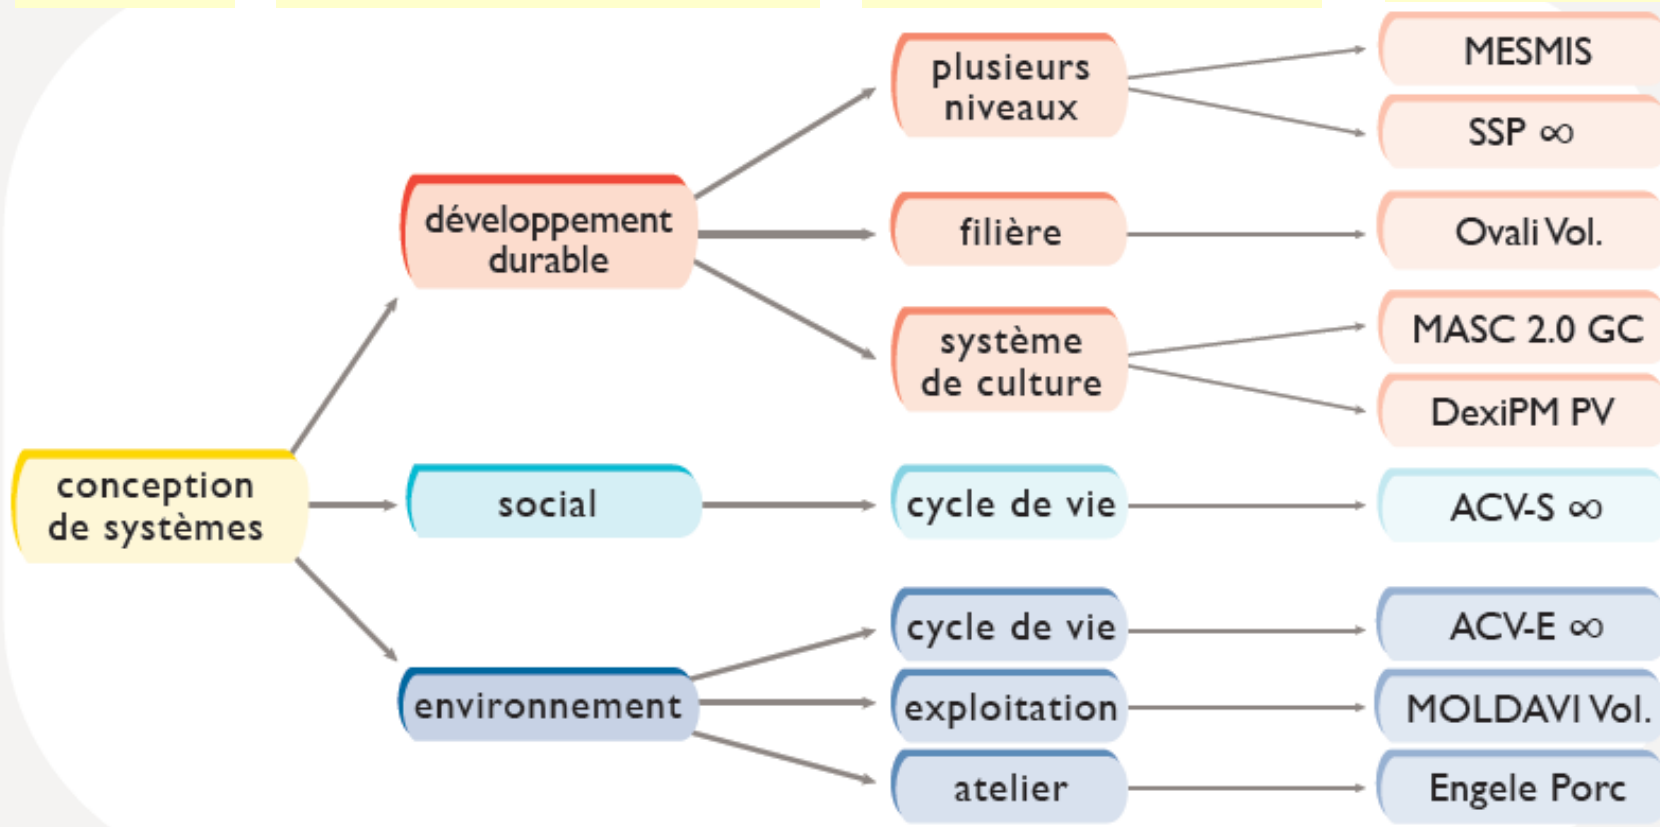 plusieurs
niveaux
MESMIS
SSP ∞
développement
durable
filière
Ovali Vol.
système
de culture
MASC 2.0 GC
DexiPM PV
conception
de systèmes
social
cycle de vie
ACV-S ∞
environnement
cycle de vie
ACV-E ∞
exploitation
MOLDAVI Vol.
atelier
Engele Porc